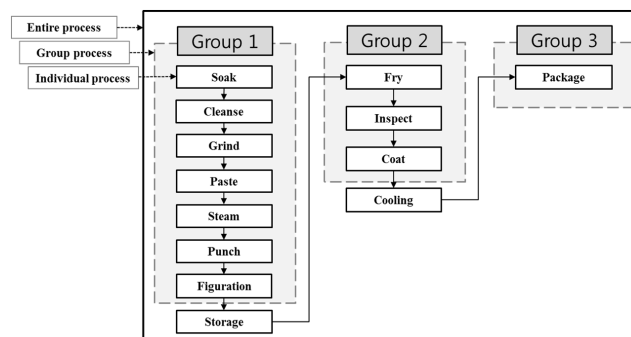 Entire process
Group process
Individual process
Group 1
Soak
Cleanse
Grind
Paste
Steam
Punch
Figuration
Storage
Group 2
Fry
Inspect
Coat
Cooling
Group 3
Package